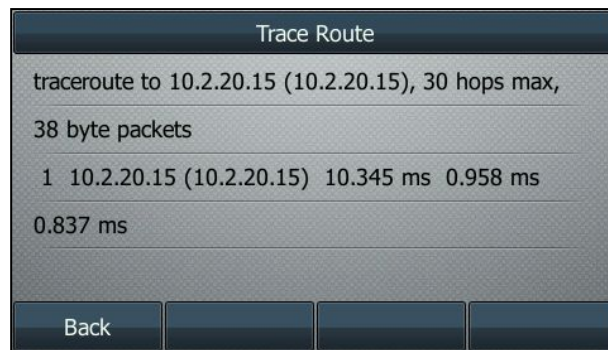 Trace Route
traceroute to 10.2.20.15 (10.2.20.15), 30 hops max,
38 byte packets
1 10.2.20.15 (10.2.20.15) 10.345 ms 0.958 ms
0.837 ms
Back